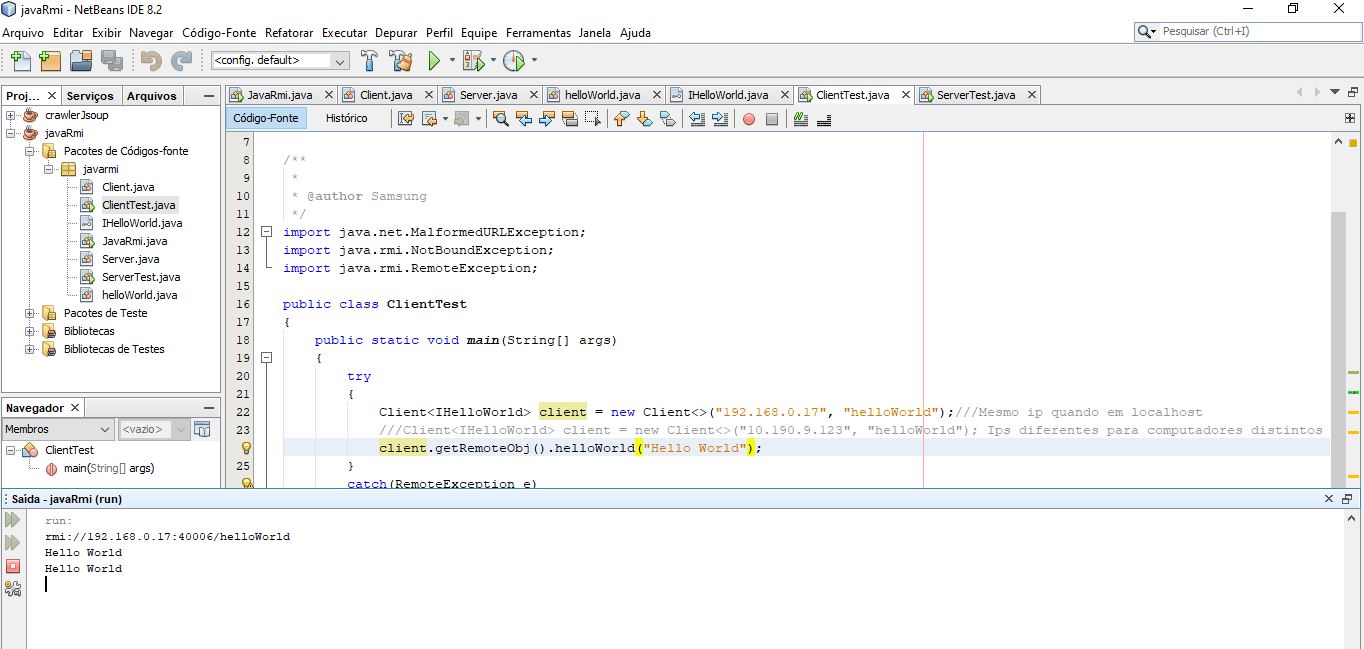 javaRmi - NetBeans IDE 8.2
Arquivo Editar Exibir Navegar Código-Fonte Refatorar Executar Depurar Perfil Equipe Ferramentas Janela Ajuda
Pesquisar (Ctrl+I)
<config. default>
Proj... Serviços Arquivos
JavaRmi.java Client.java Server.java helloWorld.java IHelloWorld.java ClientTest.java ServerTest.java
Código-Fonte Histórico
crawlerJsoup
javaRmi
Pacotes de Códigos-fonte
javarmi
Client.java
ClientTest.java
IHelloWorld.java
JavaRmi.java
Server.java
ServerTest.java
helloWorld.java
Pacotes de Teste
Bibliotecas
Bibliotecas de Testes
Navegador
Membros <vazio>
ClientTest
main(String[] args)
7
8 /**
9 *
10 * @author Samsung
11 */
12 import java.net.MalformedURLException;
13 import java.rmi.NotBoundException;
14 import java.rmi.RemoteException;
15
16 public class ClientTest
17 {
18 public static void main(String[] args)
19 {
20 try
21 {
22 Client<IHelloWorld> client = new Client<>("192.168.0.17", "helloWorld");///Mesmo ip quando em localhost
23 ///Client<IHelloWorld> client = new Client<>("10.190.9.123", "helloWorld"); Ips diferentes para computadores distintos
client.getRemoteObj().helloWorld("Hello World");
25 }
catch(RemoteException e)
Saída - javaRmi (run)
run:
rmi://192.168.0.17:40006/helloWorld
Hello World
Hello World